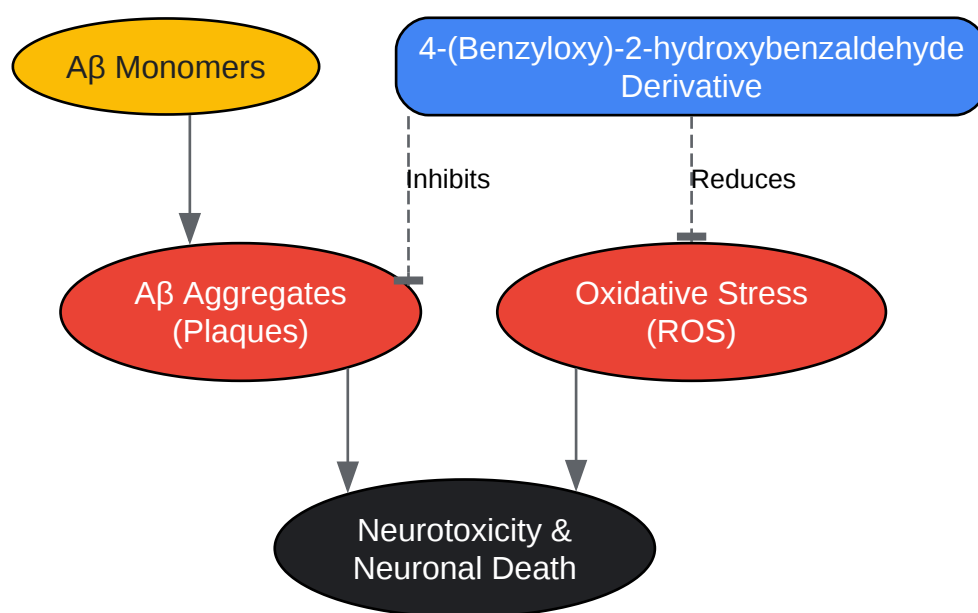 Aβ Monomers
4-(Benzyloxy)-2-hydroxybenzaldehyde
Derivative
Inhibits
Reduces
Aβ Aggregates
(Plaques)
Oxidative Stress
(ROS)
Neurotoxicity &
Neuronal Death